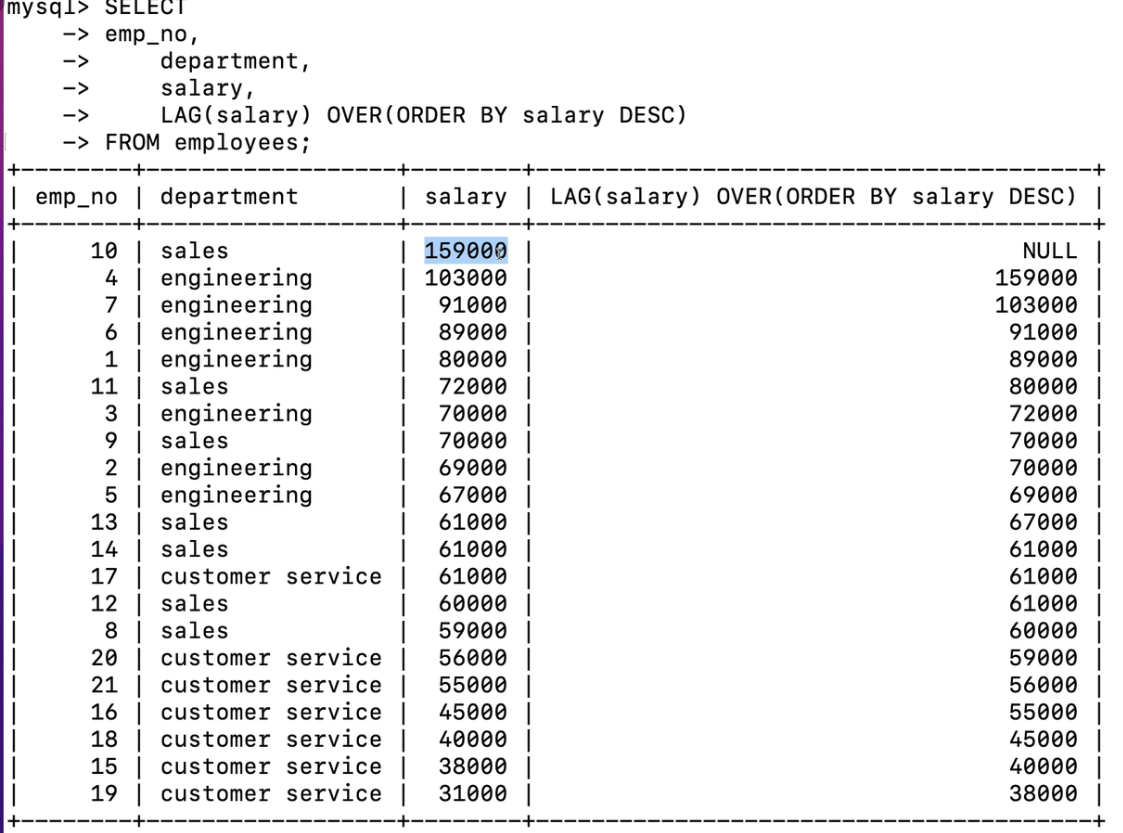 mysql> SELECT
    -> emp_no,
    ->     department,
    ->     salary,
    ->     LAG(salary) OVER(ORDER BY salary DESC)
    -> FROM employees;
+--------+------------------+--------+----------------------------------------+
| emp_no | department       | salary | LAG(salary) OVER(ORDER BY salary DESC) |
+--------+------------------+--------+----------------------------------------+
|     10 | sales            | 159000 |                                   NULL |
|      4 | engineering      | 103000 |                                 159000 |
|      7 | engineering      |  91000 |                                 103000 |
|      6 | engineering      |  89000 |                                  91000 |
|      1 | engineering      |  80000 |                                  89000 |
|     11 | sales            |  72000 |                                  80000 |
|      3 | engineering      |  70000 |                                  72000 |
|      9 | sales            |  70000 |                                  70000 |
|      2 | engineering      |  69000 |                                  70000 |
|      5 | engineering      |  67000 |                                  69000 |
|     13 | sales            |  61000 |                                  67000 |
|     14 | sales            |  61000 |                                  61000 |
|     17 | customer service |  61000 |                                  61000 |
|     12 | sales            |  60000 |                                  61000 |
|      8 | sales            |  59000 |                                  60000 |
|     20 | customer service |  56000 |                                  59000 |
|     21 | customer service |  55000 |                                  56000 |
|     16 | customer service |  45000 |                                  55000 |
|     18 | customer service |  40000 |                                  45000 |
|     15 | customer service |  38000 |                                  40000 |
|     19 | customer service |  31000 |                                  38000 |
+--------+------------------+--------+----------------------------------------+